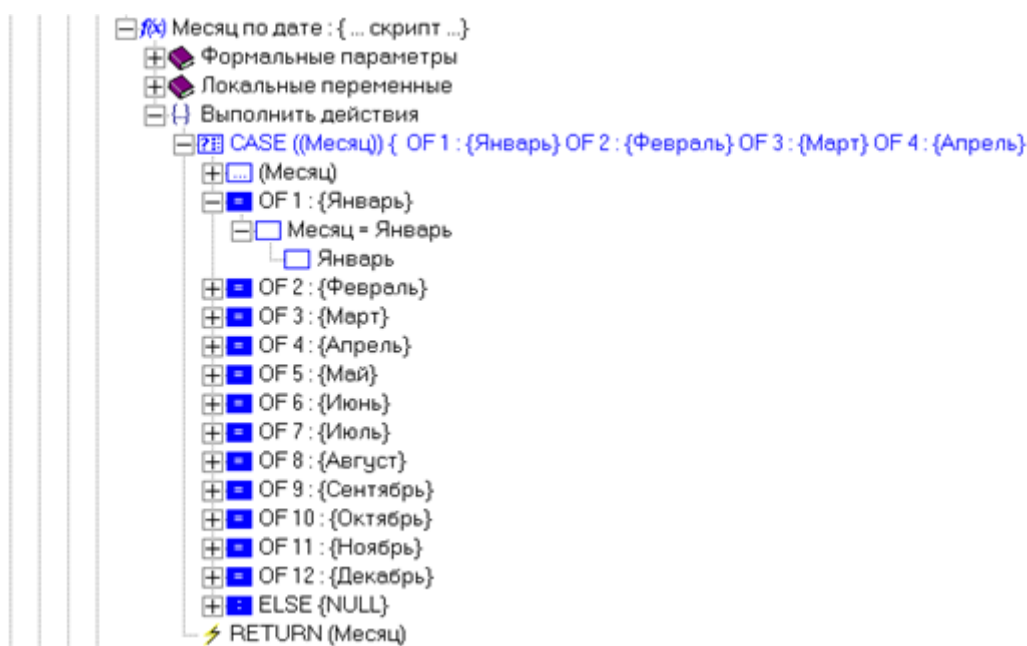 f(x) Месяц по дате : { ... скрипт ...}
Формальные параметры
Локальные переменные
{} Выполнить действия
CASE ((Месяц)) { OF 1 : {Январь} OF 2 : {Февраль} OF 3 : {Март} OF 4 : {Апрель}
... (Месяц)
= OF 1 : {Январь}
Месяц = Январь
Январь
= OF 2 : {Февраль}
= OF 3 : {Март}
= OF 4 : {Апрель}
= OF 5 : {Май}
= OF 6 : {Июнь}
= OF 7 : {Июль}
= OF 8 : {Август}
= OF 9 : {Сентябрь}
= OF 10 : {Октябрь}
= OF 11 : {Ноябрь}
= OF 12 : {Декабрь}
: ELSE {NULL}
RETURN (Месяц)